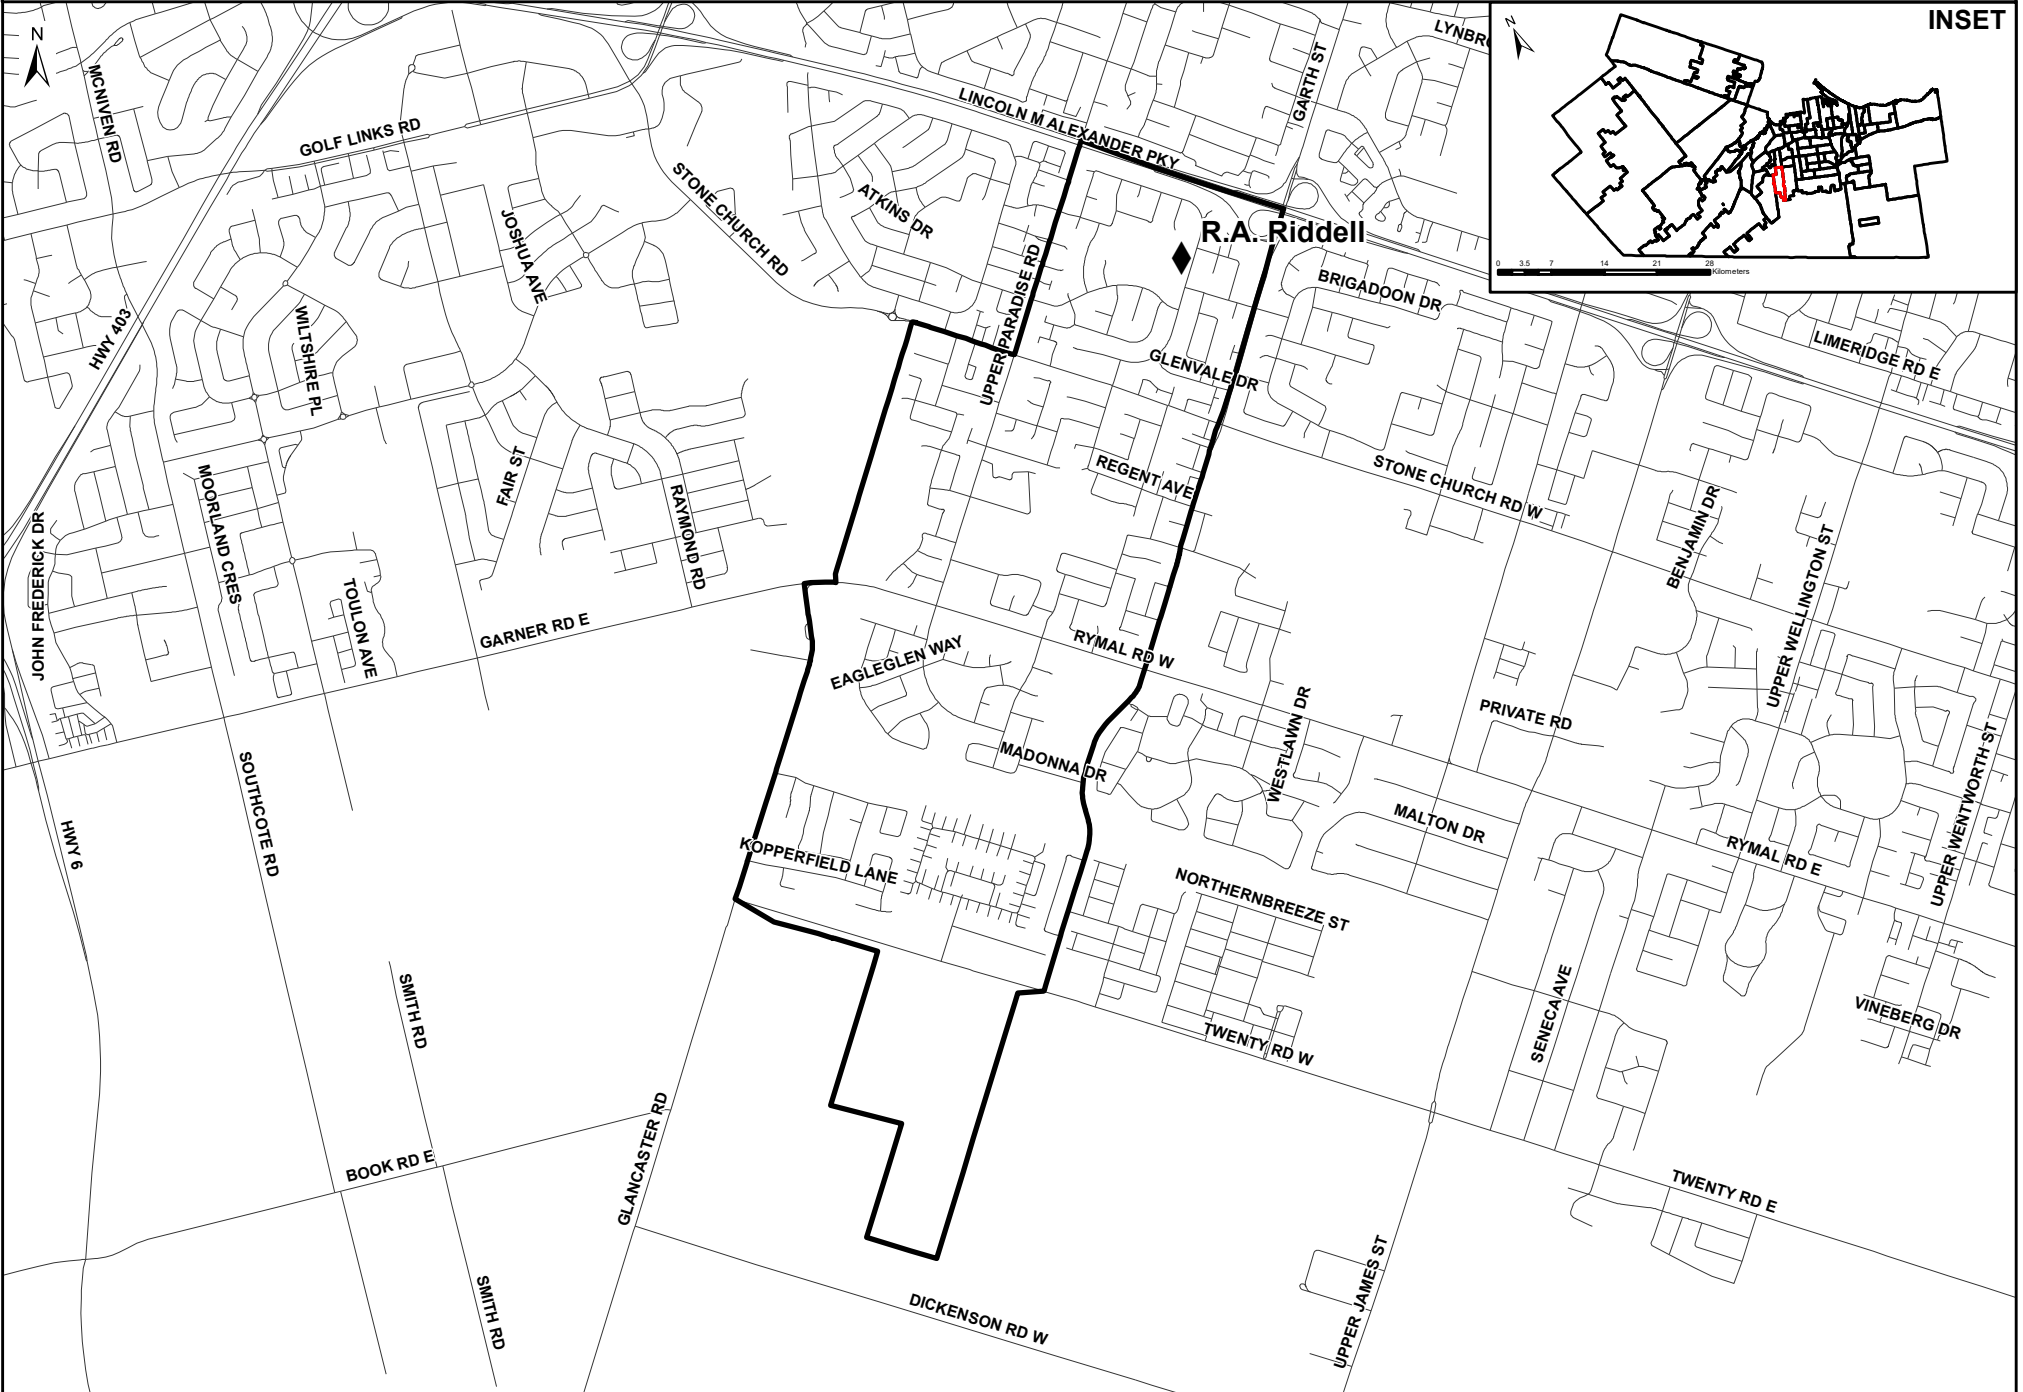 INSET
N
N
0 3.5 7 14 21 28
Kilometers
MCNIVEN RD
GOLF LINKS RD
LINCOLN M ALEXANDER PKY
GARTH ST
STONE CHURCH RD
ATKINS DR
JOSHUA AVE
UPPER PARADISE RD
R.A. Riddell
BRIGADOON DR
HWY 403
WILTSHIRE PL
GLENVALE DR
LIMERIDGE RD E
FAIR ST
REGENT AVE
STONE CHURCH RD W
MOORLAND CRES
RAYMOND RD
BENJAMIN DR
JOHN FREDERICK DR
TOULON AVE
GARNER RD E
UPPER WELLINGTON ST
EAGLEGLEN WAY
RYMAL RD W
PRIVATE RD
WESTLAWN DR
MADONNA DR
SOUTHCOTE RD
HWY 6
MALTON DR
UPPER WENTWORTH ST
KOPPERFIELD LANE
RYMAL RD E
NORTHERNBREEZE ST
SMITH RD
SENECA AVE
VINEBERG DR
TWENTY RD W
GLANCASTER RD
BOOK RD E
TWENTY RD E
SMITH RD
DICKENSON RD W
UPPER JAMES ST